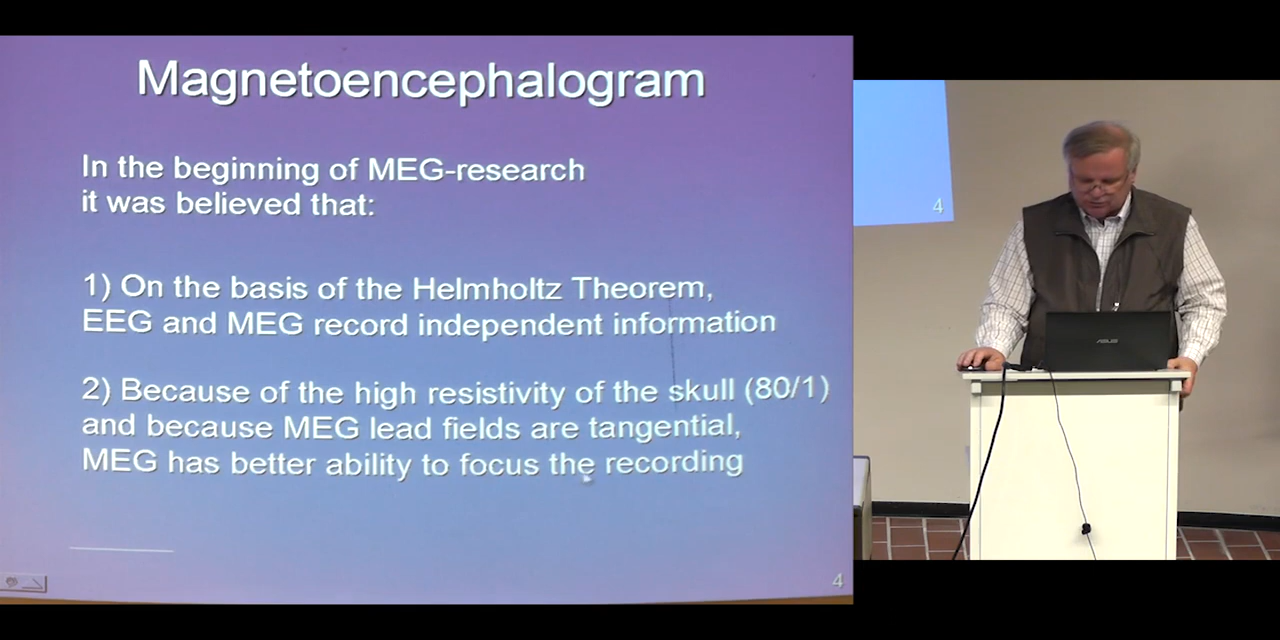 Magnetoencephalogram
In the beginning of MEG-research
it was believed that:
1) On the basis of the Helmholtz Theorem,
EEG and MEG record independent information
2) Because of the high resistivity of the skull (80/1)
and because MEG lead fields are tangential,
MEG has better ability to focus the recording
4
4
ASUS